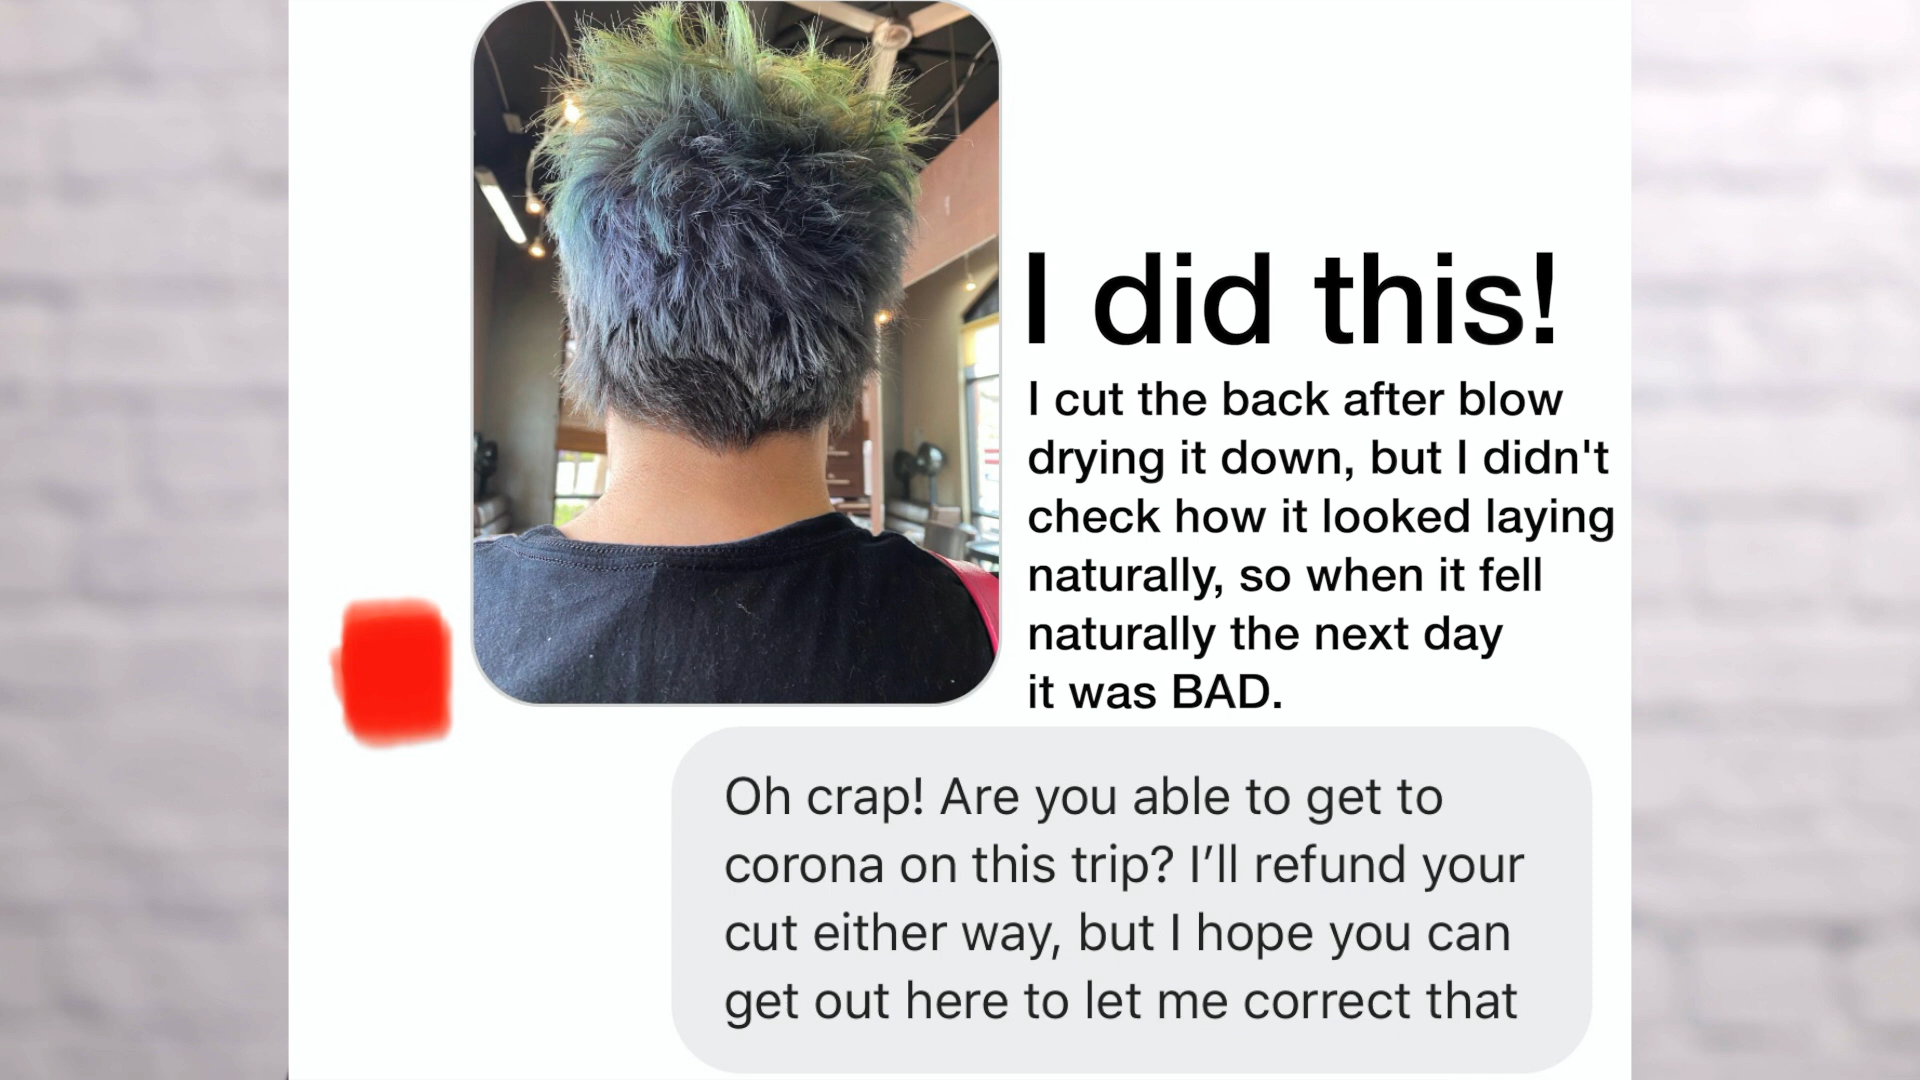 I did this!
I cut the back after blow
drying it down, but I didn't
check how it looked laying
naturally, so when it fell
naturally the next day
it was BAD.
Oh crap! Are you able to get to
corona on this trip? I’ll refund your
cut either way, but I hope you can
get out here to let me correct that